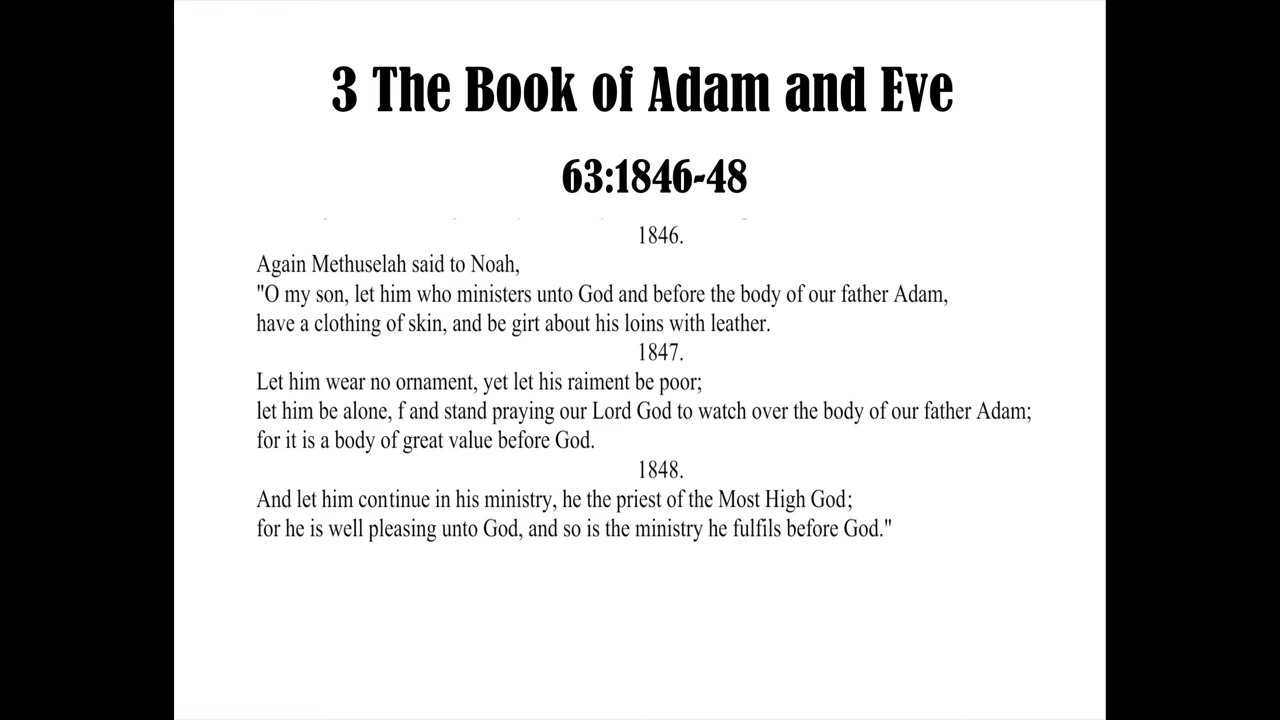 3 The Book of Adam and Eve
63:1846-48
1846.
Again Methuselah said to Noah,
"O my son, let him who ministers unto God and before the body of our father Adam,
have a clothing of skin, and be girt about his loins with leather.
1847.
Let him wear no ornament, yet let his raiment be poor;
let him be alone, f and stand praying our Lord God to watch over the body of our father Adam;
for it is a body of great value before God.
1848.
And let him continue in his ministry, he the priest of the Most High God;
for he is well pleasing unto God, and so is the ministry he fulfils before God."